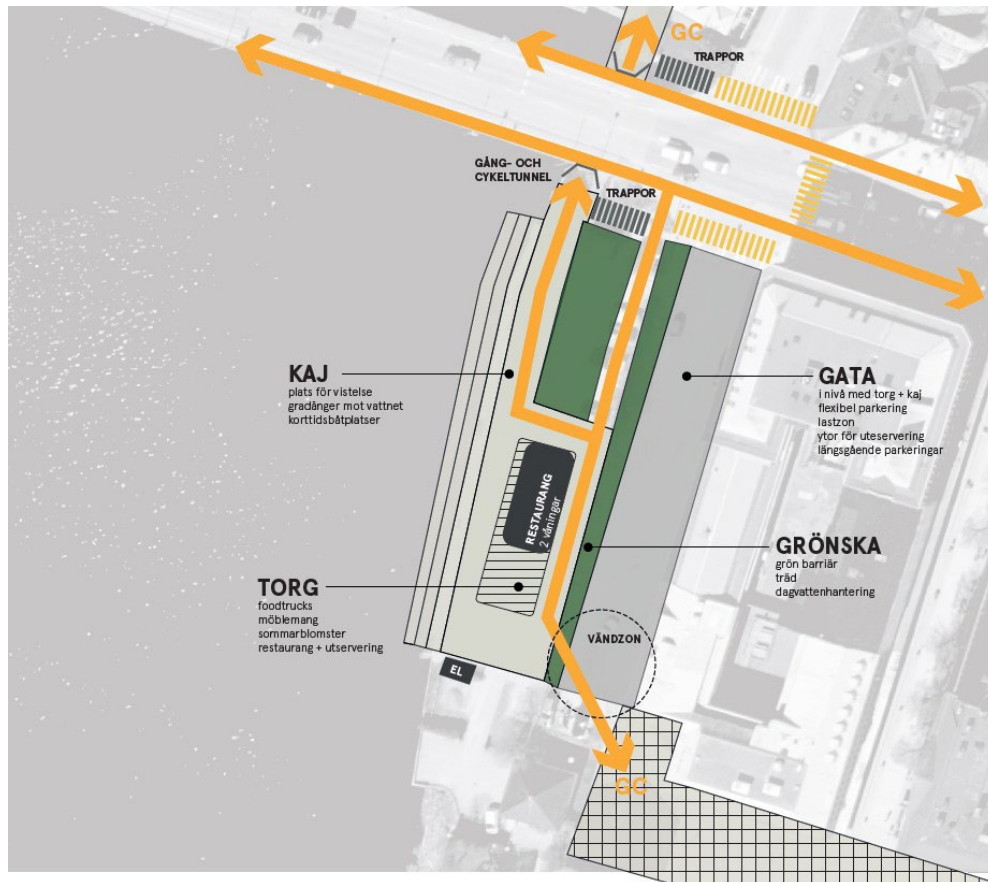 GC
TRAPPOR
GÅNG- OCH
CYKELTUNNEL
TRAPPOR
KAJ
plats för vistelse
gradänger mot vattnet
korttidsbåtplatser
GATA
i nivå med torg + kaj
flexibel parkering
lastzon
ytor för uteservering
längsgående parkeringar
RESTAURANG
2 våningar
GRÖNSKA
grön barriär
träd
dagvattenhantering
TORG
foodtrucks
möblemang
sommarblomster
restaurang + utservering
VÄNDZON
EL
GC